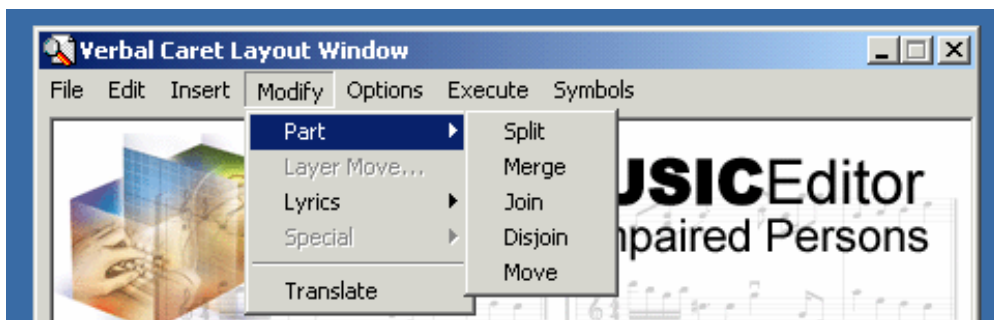 Verbal Caret Layout Window
File Edit Insert Modify Options Execute Symbols
Part Split
Layer Move... Merge
Lyrics Join
Special Disjoin
Move
Translate
USICEditor
npaired Persons